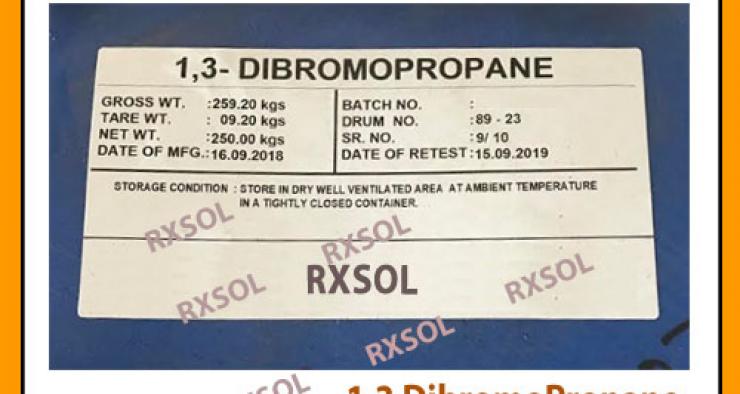 1,3- DIBROMOPROPANE
GROSS WT. :259.20 kgs
TARE WT. : 09.20 kgs
NET WT. :250.00 kgs
DATE OF MFG.:16.09.2018
BATCH NO. :
DRUM NO. :89 - 23
SR. NO. :9/ 10
DATE OF RETEST:15.09.2019
STORAGE CONDITION : STORE IN DRY WELL VENTILATED AREA AT AMBIENT TEMPERATURE
IN A TIGHTLY CLOSED CONTAINER.
RXSOL
RXSOL
RXSOL
RXSOL
RXSOL
RXSOL
1,3 DibromoPropane